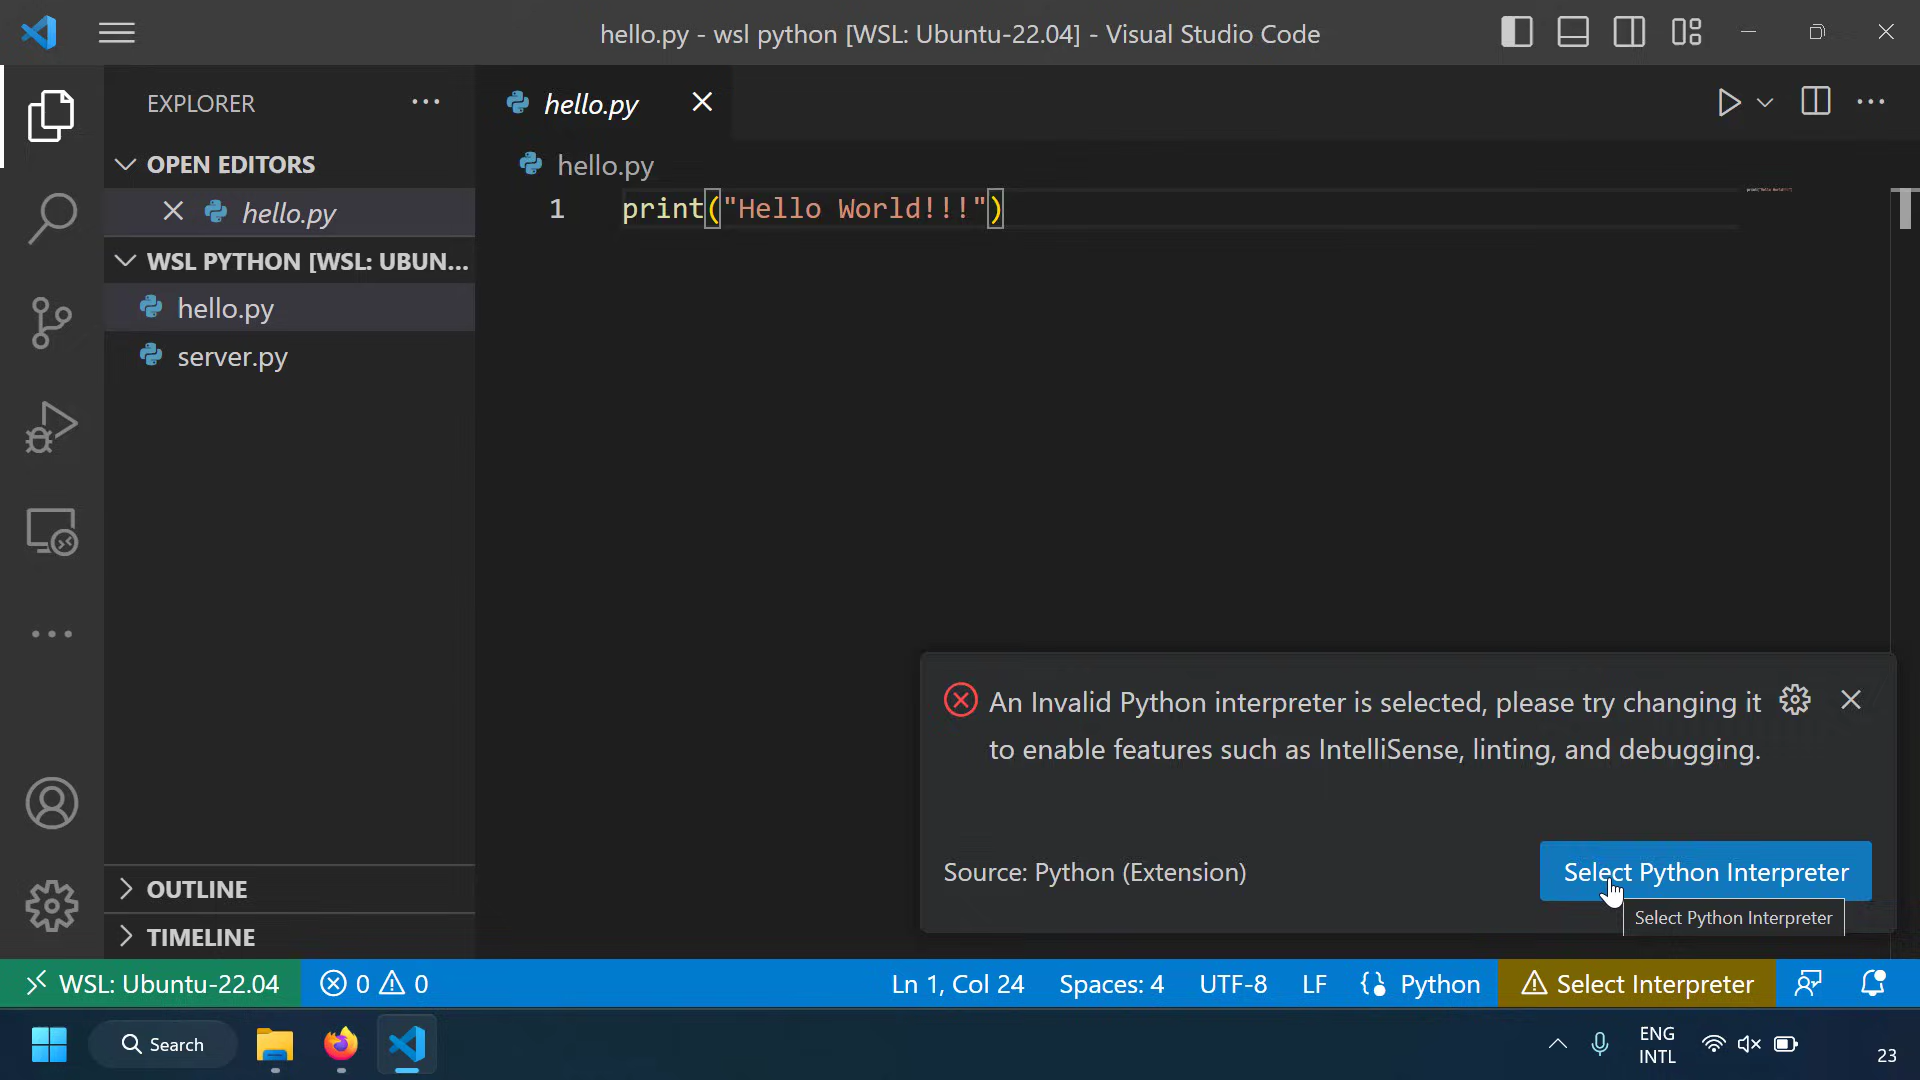 hello.py - wsl python [WSL: Ubuntu-22.04] - Visual Studio Code
EXPLORER
OPEN EDITORS
hello.py
WSL PYTHON [WSL: UBUN...
hello.py
server.py
OUTLINE
TIMELINE
hello.py
hello.py
1 print("Hello World!!!")
print("Hello World!!!")
An Invalid Python interpreter is selected, please try changing it
to enable features such as IntelliSense, linting, and debugging.
Source: Python (Extension)
Select Python Interpreter
Select Python Interpreter
WSL: Ubuntu-22.04 0 0 Ln 1, Col 24 Spaces: 4 UTF-8 LF Python Select Interpreter
Search
ENG
INTL
23